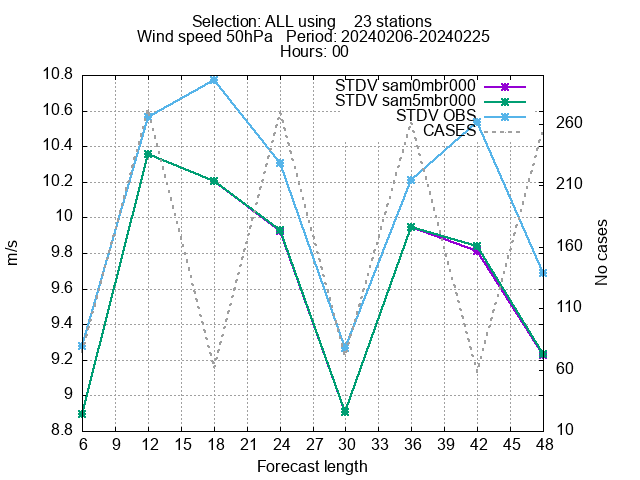 Selection: ALL using 23 stations
Wind speed 50hPa Period: 20240206-20240225
Hours: 00
STDV sam0mbr000
STDV sam5mbr000
STDV OBS
CASES
10.8
10.6
10.4
10.2
10
9.8
9.6
9.4
9.2
9
8.8
m/s
260
210
160
110
60
10
No cases
6 9 12 15 18 21 24 27 30 33 36 39 42 45 48
Forecast length